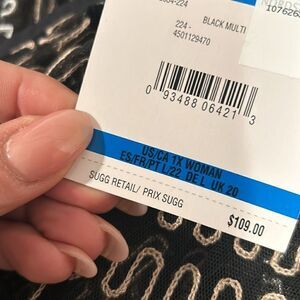 BLACK MULTI
224 -
4501129470
0 93488 06421 3
US/CA 1X WOMAN
ES/FR/PT I/22 DE L UK 20
SUGG RETAIL/ PRIX SUGG
$109.00